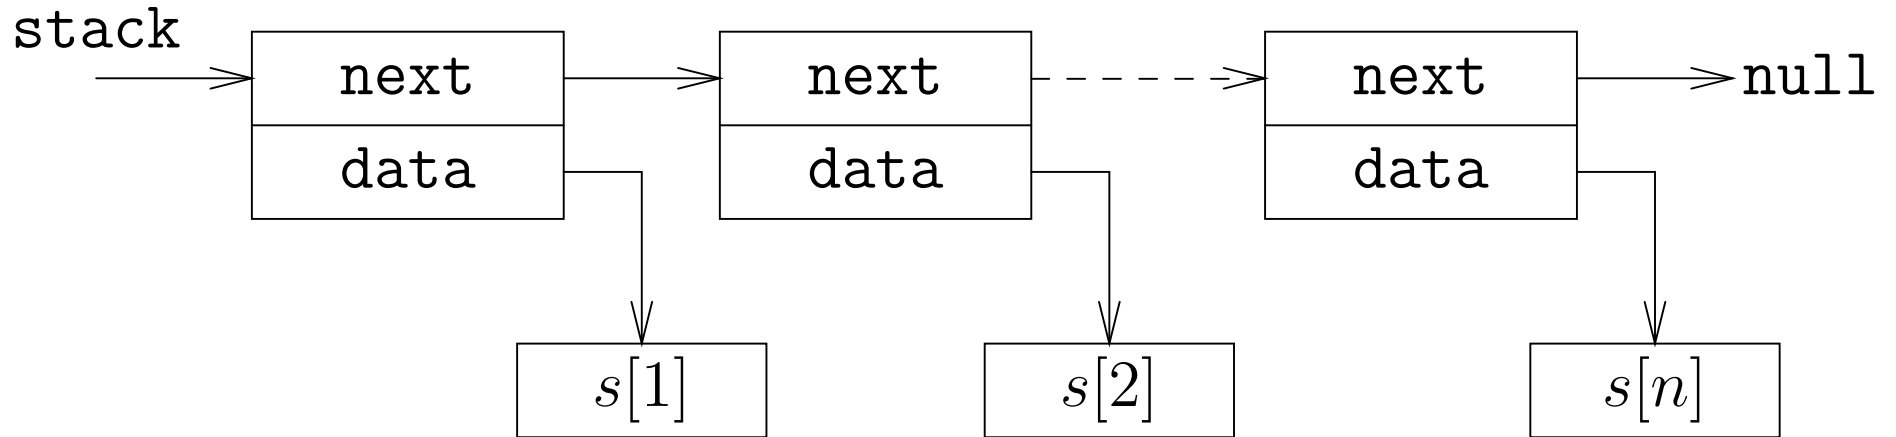 stack
next next next null
data data data
s[1] s[2] s[n]